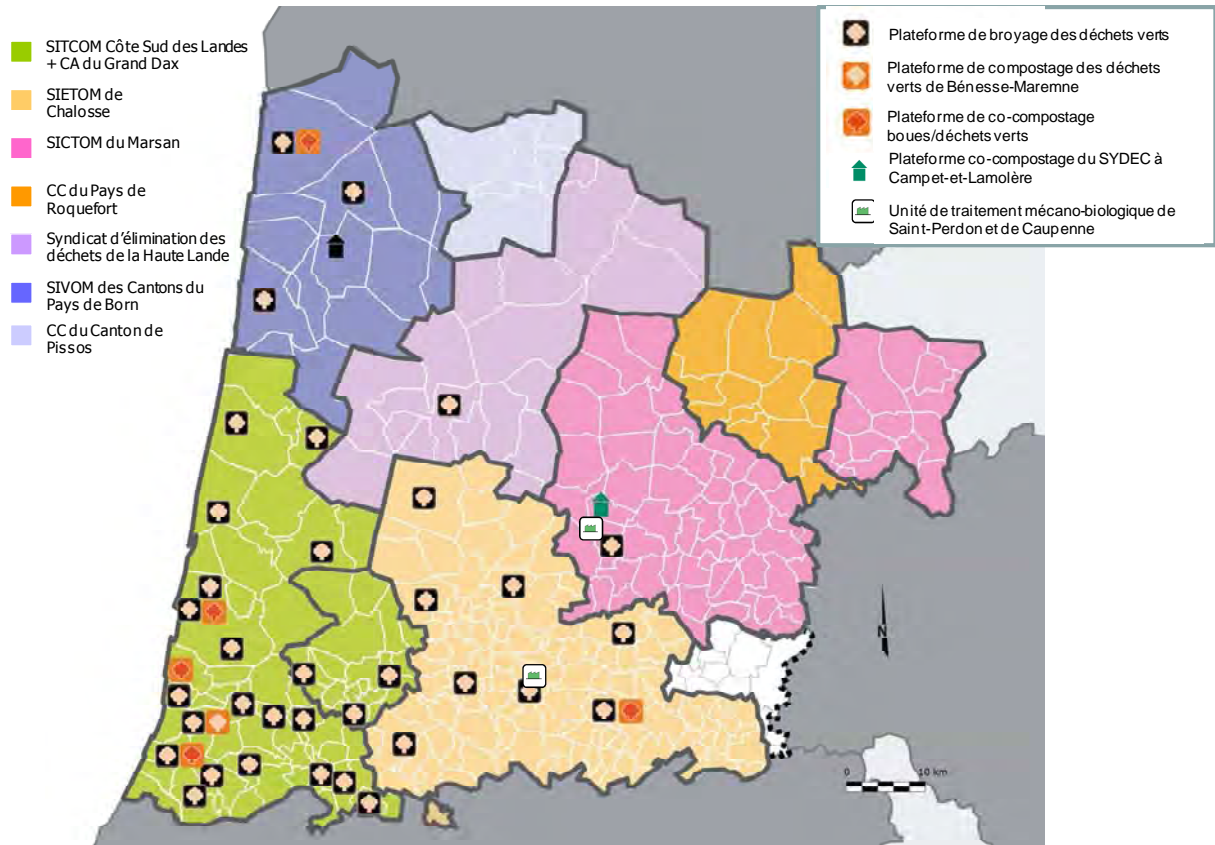 SITCOM Côte Sud des Landes
+ CA du Grand Dax
SIETOM de
Chalosse
SICTOM du Marsan
CC du Pays de
Roquefort
Syndicat d'élimination des
déchets de la Haute Lande
SIVOM des Cantons du
Pays de Born
CC du Canton de
Pissos
Plateforme de broyage des déchets verts
Plateforme de compostage des déchets
verts de Bénesse-Maremne
Plateforme de co-compostage
boues/déchets verts
Plateforme co-compostage du SYDEC à
Campet-et-Lamolère
Unité de traitement mécano-biologique de
Saint-Perdon et de Caupenne
N
0 10 km